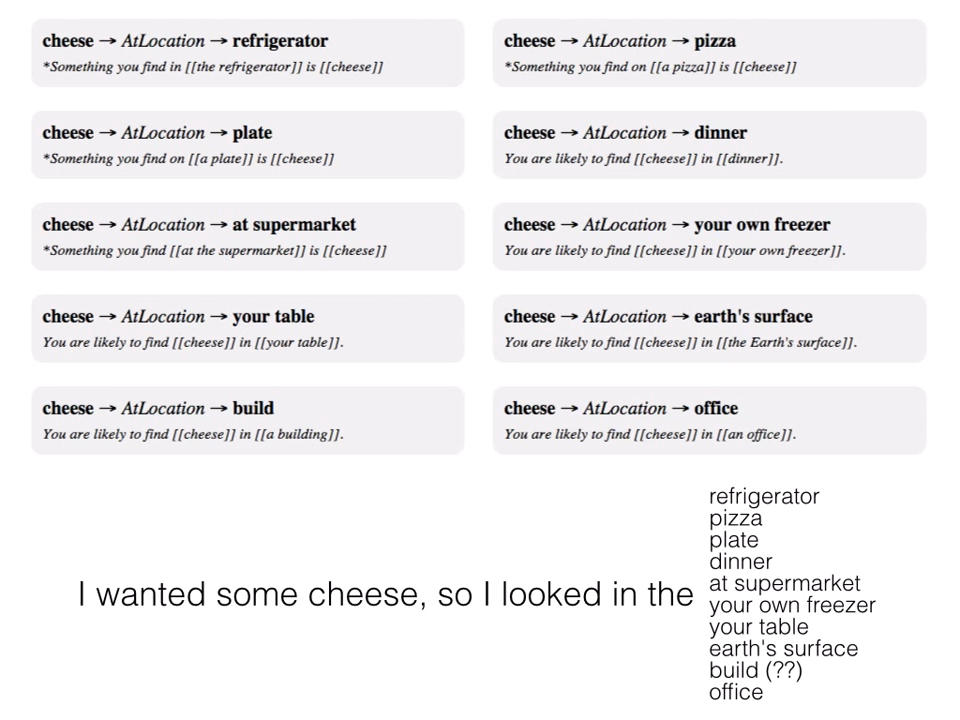 cheese → AtLocation → refrigerator
*Something you find in [[the refrigerator]] is [[cheese]]
cheese → AtLocation → pizza
*Something you find on [[a pizza]] is [[cheese]]
cheese → AtLocation → plate
*Something you find on [[a plate]] is [[cheese]]
cheese → AtLocation → dinner
You are likely to find [[cheese]] in [[dinner]].
cheese → AtLocation → at supermarket
*Something you find [[at the supermarket]] is [[cheese]]
cheese → AtLocation → your own freezer
You are likely to find [[cheese]] in [[your own freezer]].
cheese → AtLocation → your table
You are likely to find [[cheese]] in [[your table]].
cheese → AtLocation → earth's surface
You are likely to find [[cheese]] in [[the Earth's surface]].
cheese → AtLocation → build
You are likely to find [[cheese]] in [[a building]].
cheese → AtLocation → office
You are likely to find [[cheese]] in [[an office]].
I wanted some cheese, so I looked in the
refrigerator
pizza
plate
dinner
at supermarket
your own freezer
your table
earth's surface
build (??)
office